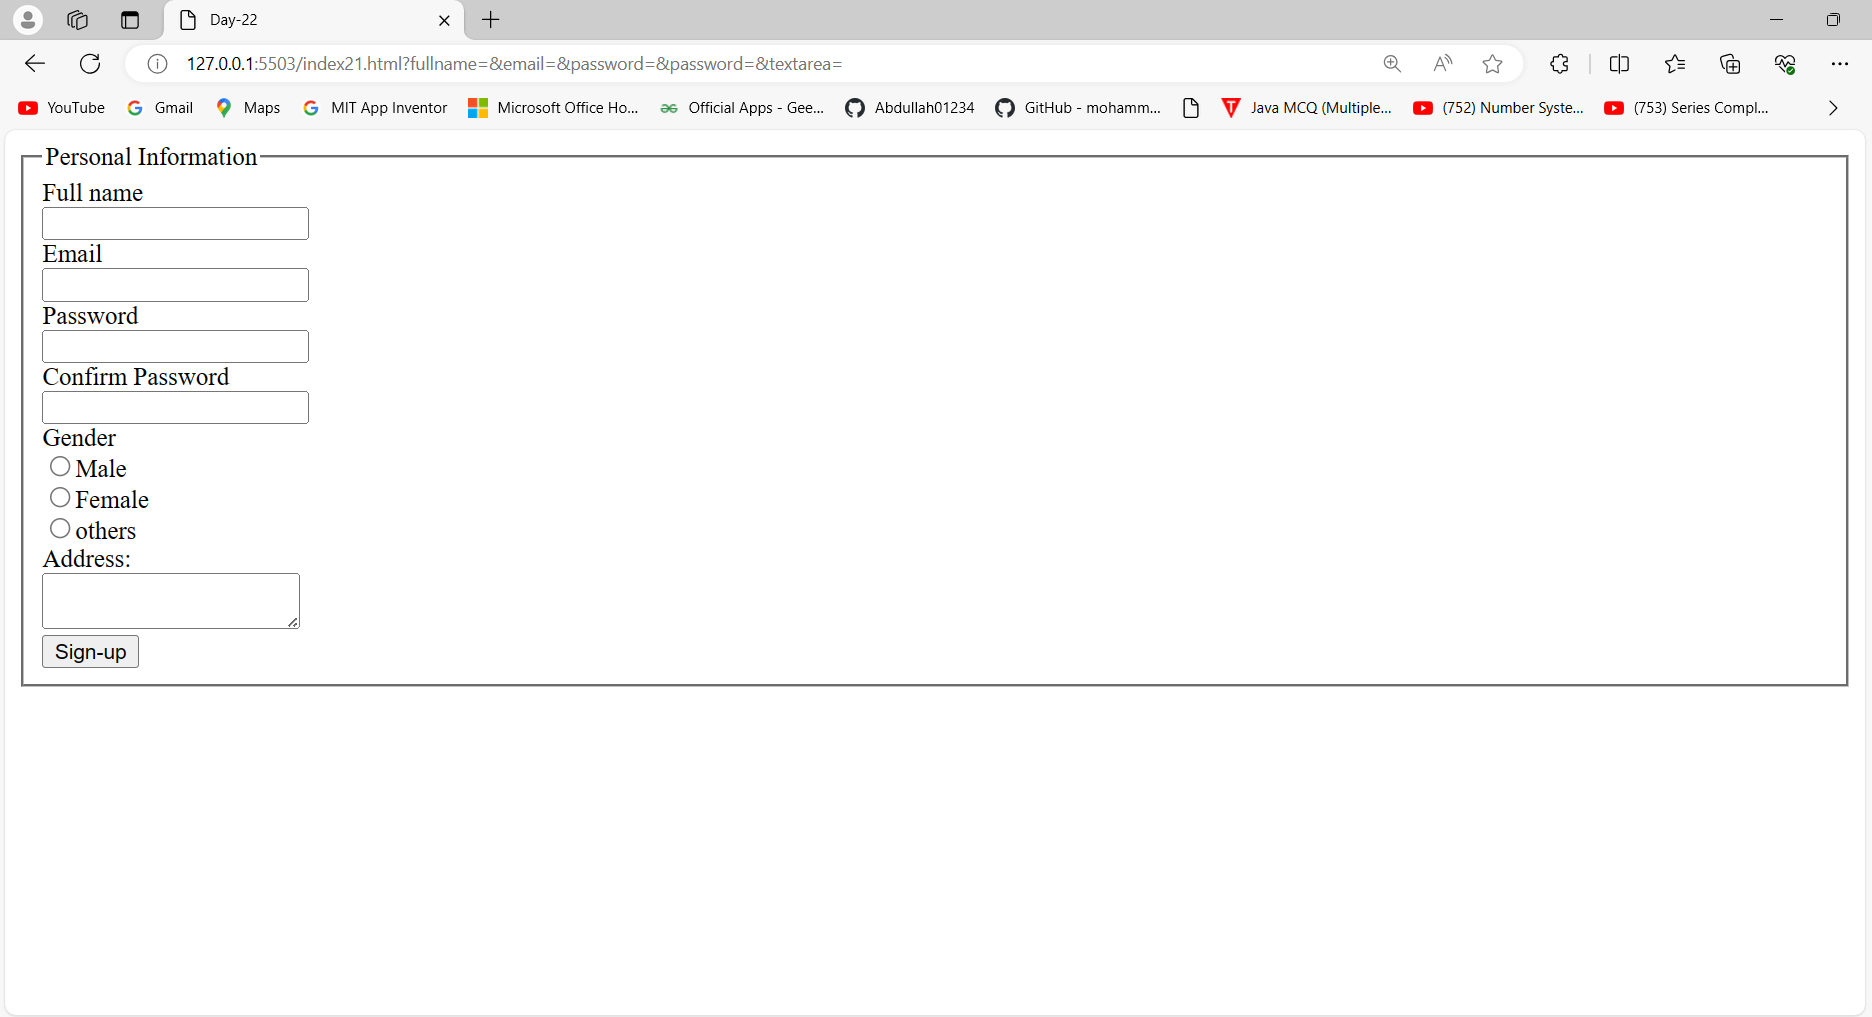 Day-22
127.0.0.1:5503/index21.html?fullname=&email=&password=&password=&textarea=
YouTube Gmail Maps MIT App Inventor Microsoft Office Ho... Official Apps - Gee... Abdullah01234 GitHub - mohamm... Java MCQ (Multiple... (752) Number Syste... (753) Series Compl...
Personal Information
Full name
Email
Password
Confirm Password
Gender
Male
Female
others
Address:
Sign-up